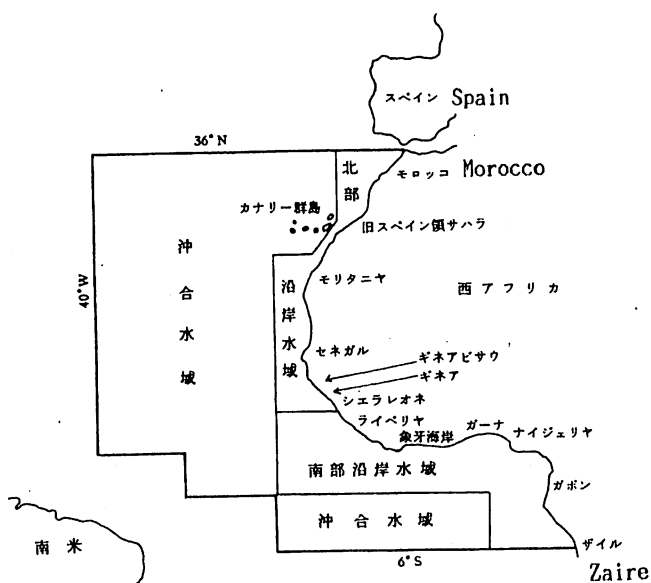 スペイン Spain
36°N
北部
モロッコ Morocco
カナリー群島
旧スペイン領サハラ
沖合水域
40°W
沿岸水域
モリタニヤ
西アフリカ
セネガル
ギネアビサウ
ギネア
シエラレオネ
ライベリヤ
象牙海岸
ガーナ
ナイジェリヤ
南部沿岸水域
ガボン
沖合水域
南米
6°S
ザイル
Zaire